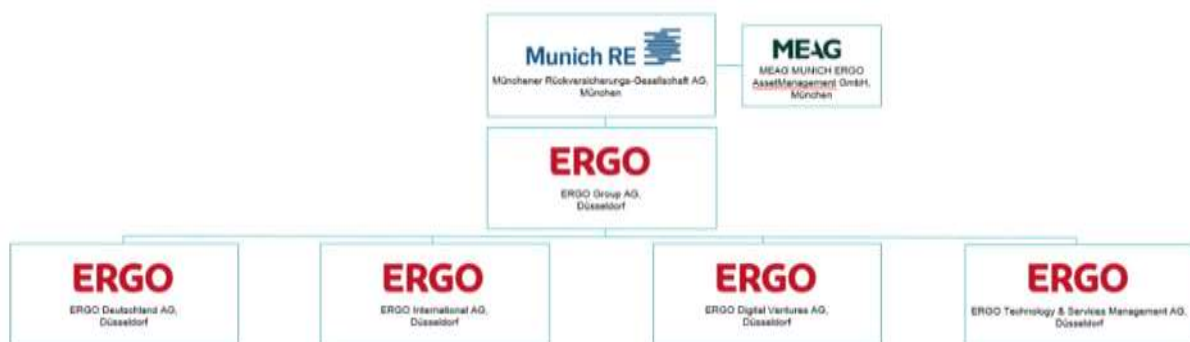 Munich RE
Münchener Rückversicherungs-Gesellschaft AG,
München
MEAG
MEAG MUNICH ERGO
AssetManagement GmbH,
München
ERGO
ERGO Group AG,
Düsseldorf
ERGO
ERGO Deutschland AG,
Düsseldorf
ERGO
ERGO International AG,
Düsseldorf
ERGO
ERGO Digital Ventures AG,
Düsseldorf
ERGO
ERGO Technology & Services Management AG,
Düsseldorf